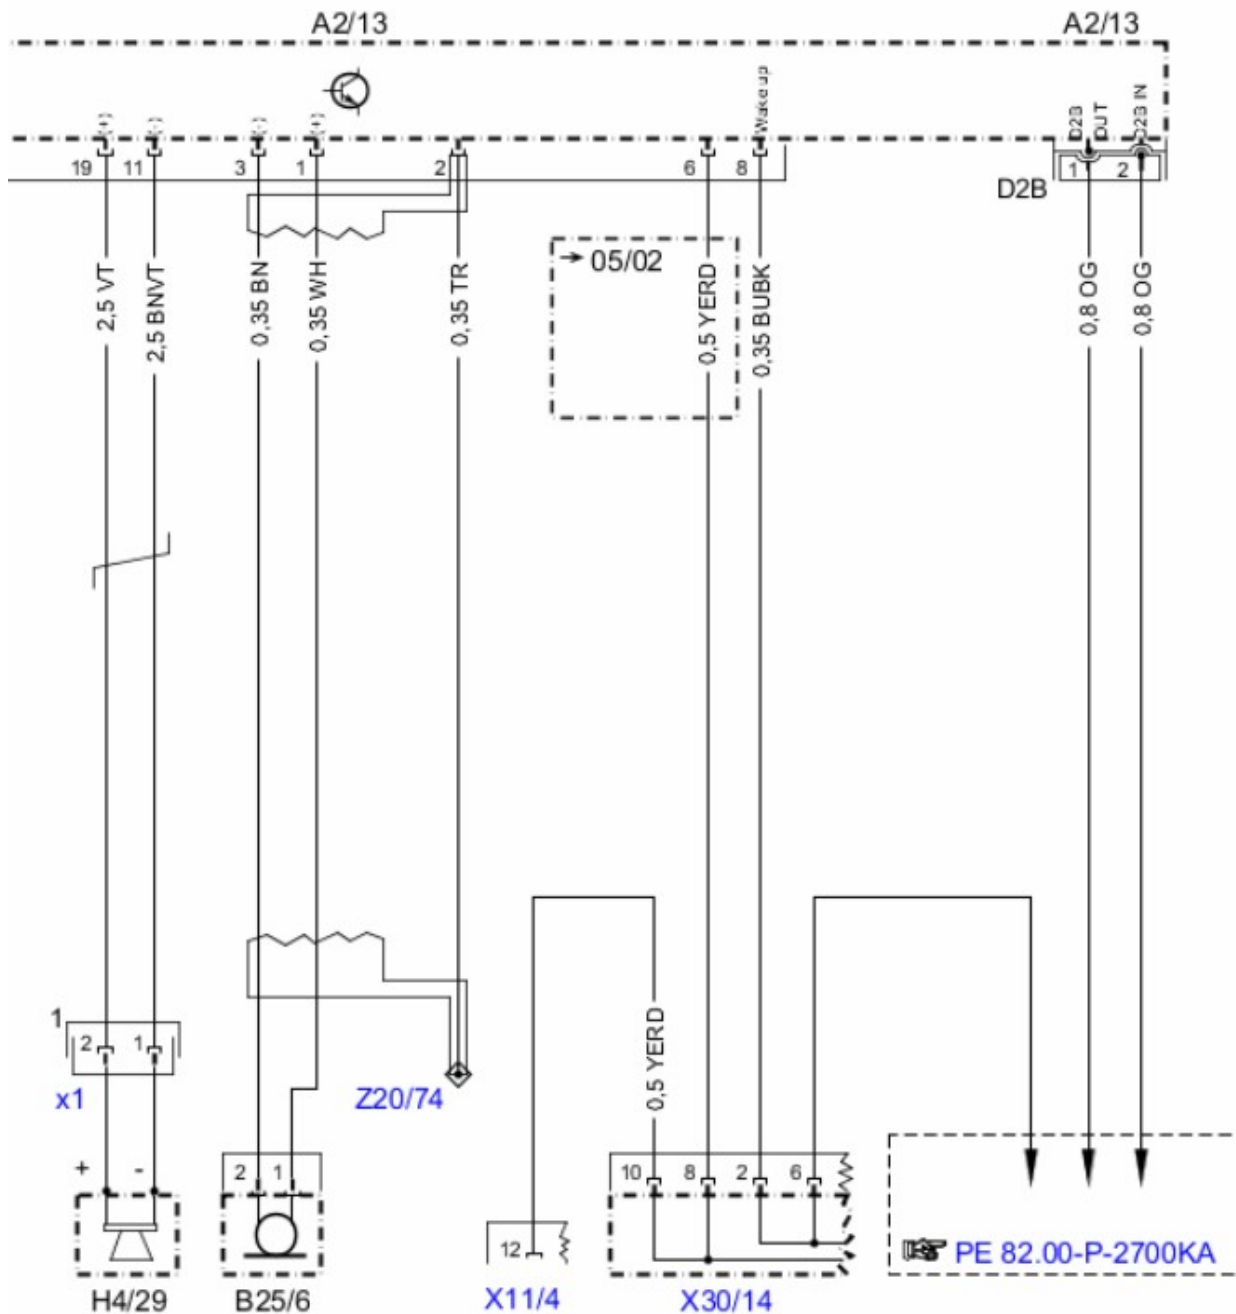 A2/13 A2/13
(+) (-) (-) (+) Wake up D2B OUT D2B IN
19 11 3 1 2 6 8 1 2
D2B
→ 05/02
2,5 VT
2,5 BNVT
0,35 BN
0,35 WH
0,35 TR
0,5 YERD
0,35 BUBK
0,8 OG
0,8 OG
0,5 YERD
1
2 1
x1
Z20/74
+ -
2 1
10 8 2 6
12
PE 82.00-P-2700KA
H4/29 B25/6 X11/4 X30/14